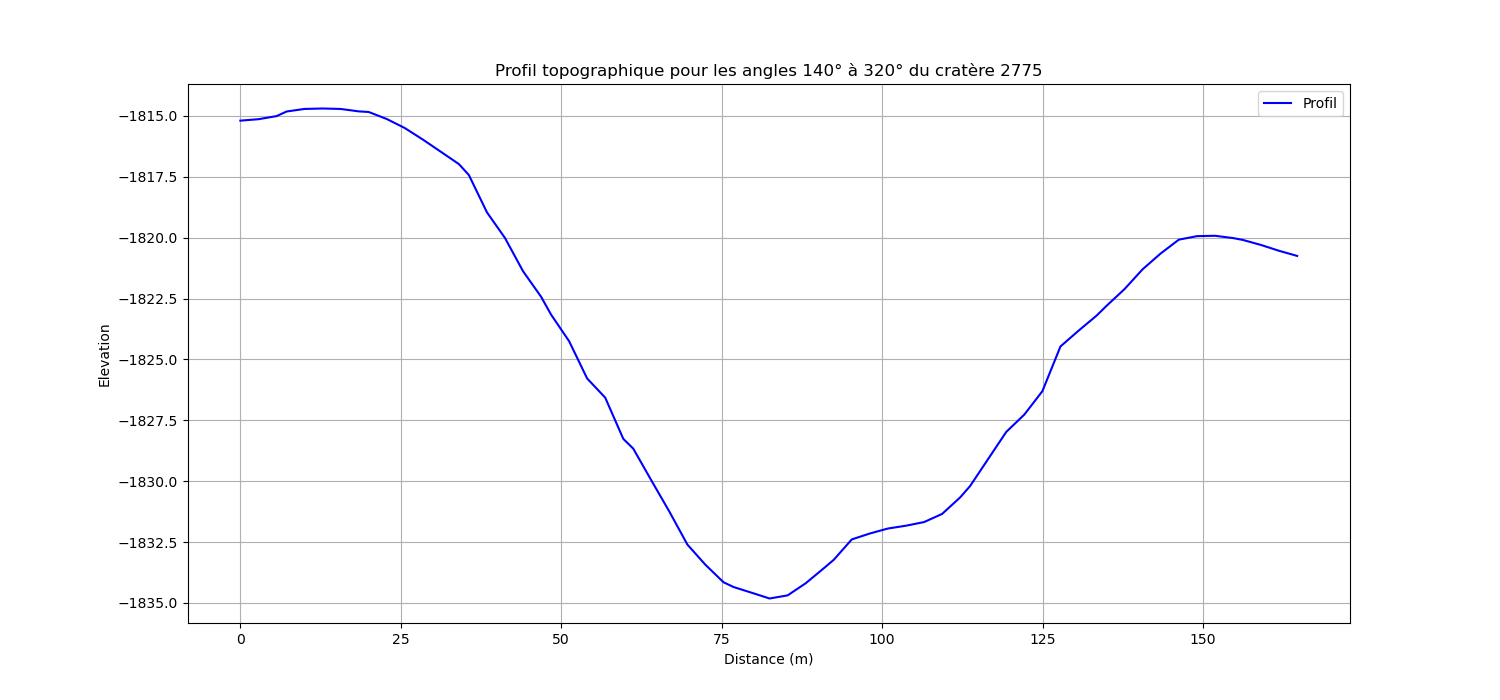 Profil topographique pour les angles 140° à 320° du cratère 2775
Profil
−1815.0
−1817.5
−1820.0
−1822.5
−1825.0
−1827.5
−1830.0
−1832.5
−1835.0
Elevation
0 25 50 75 100 125 150
Distance (m)